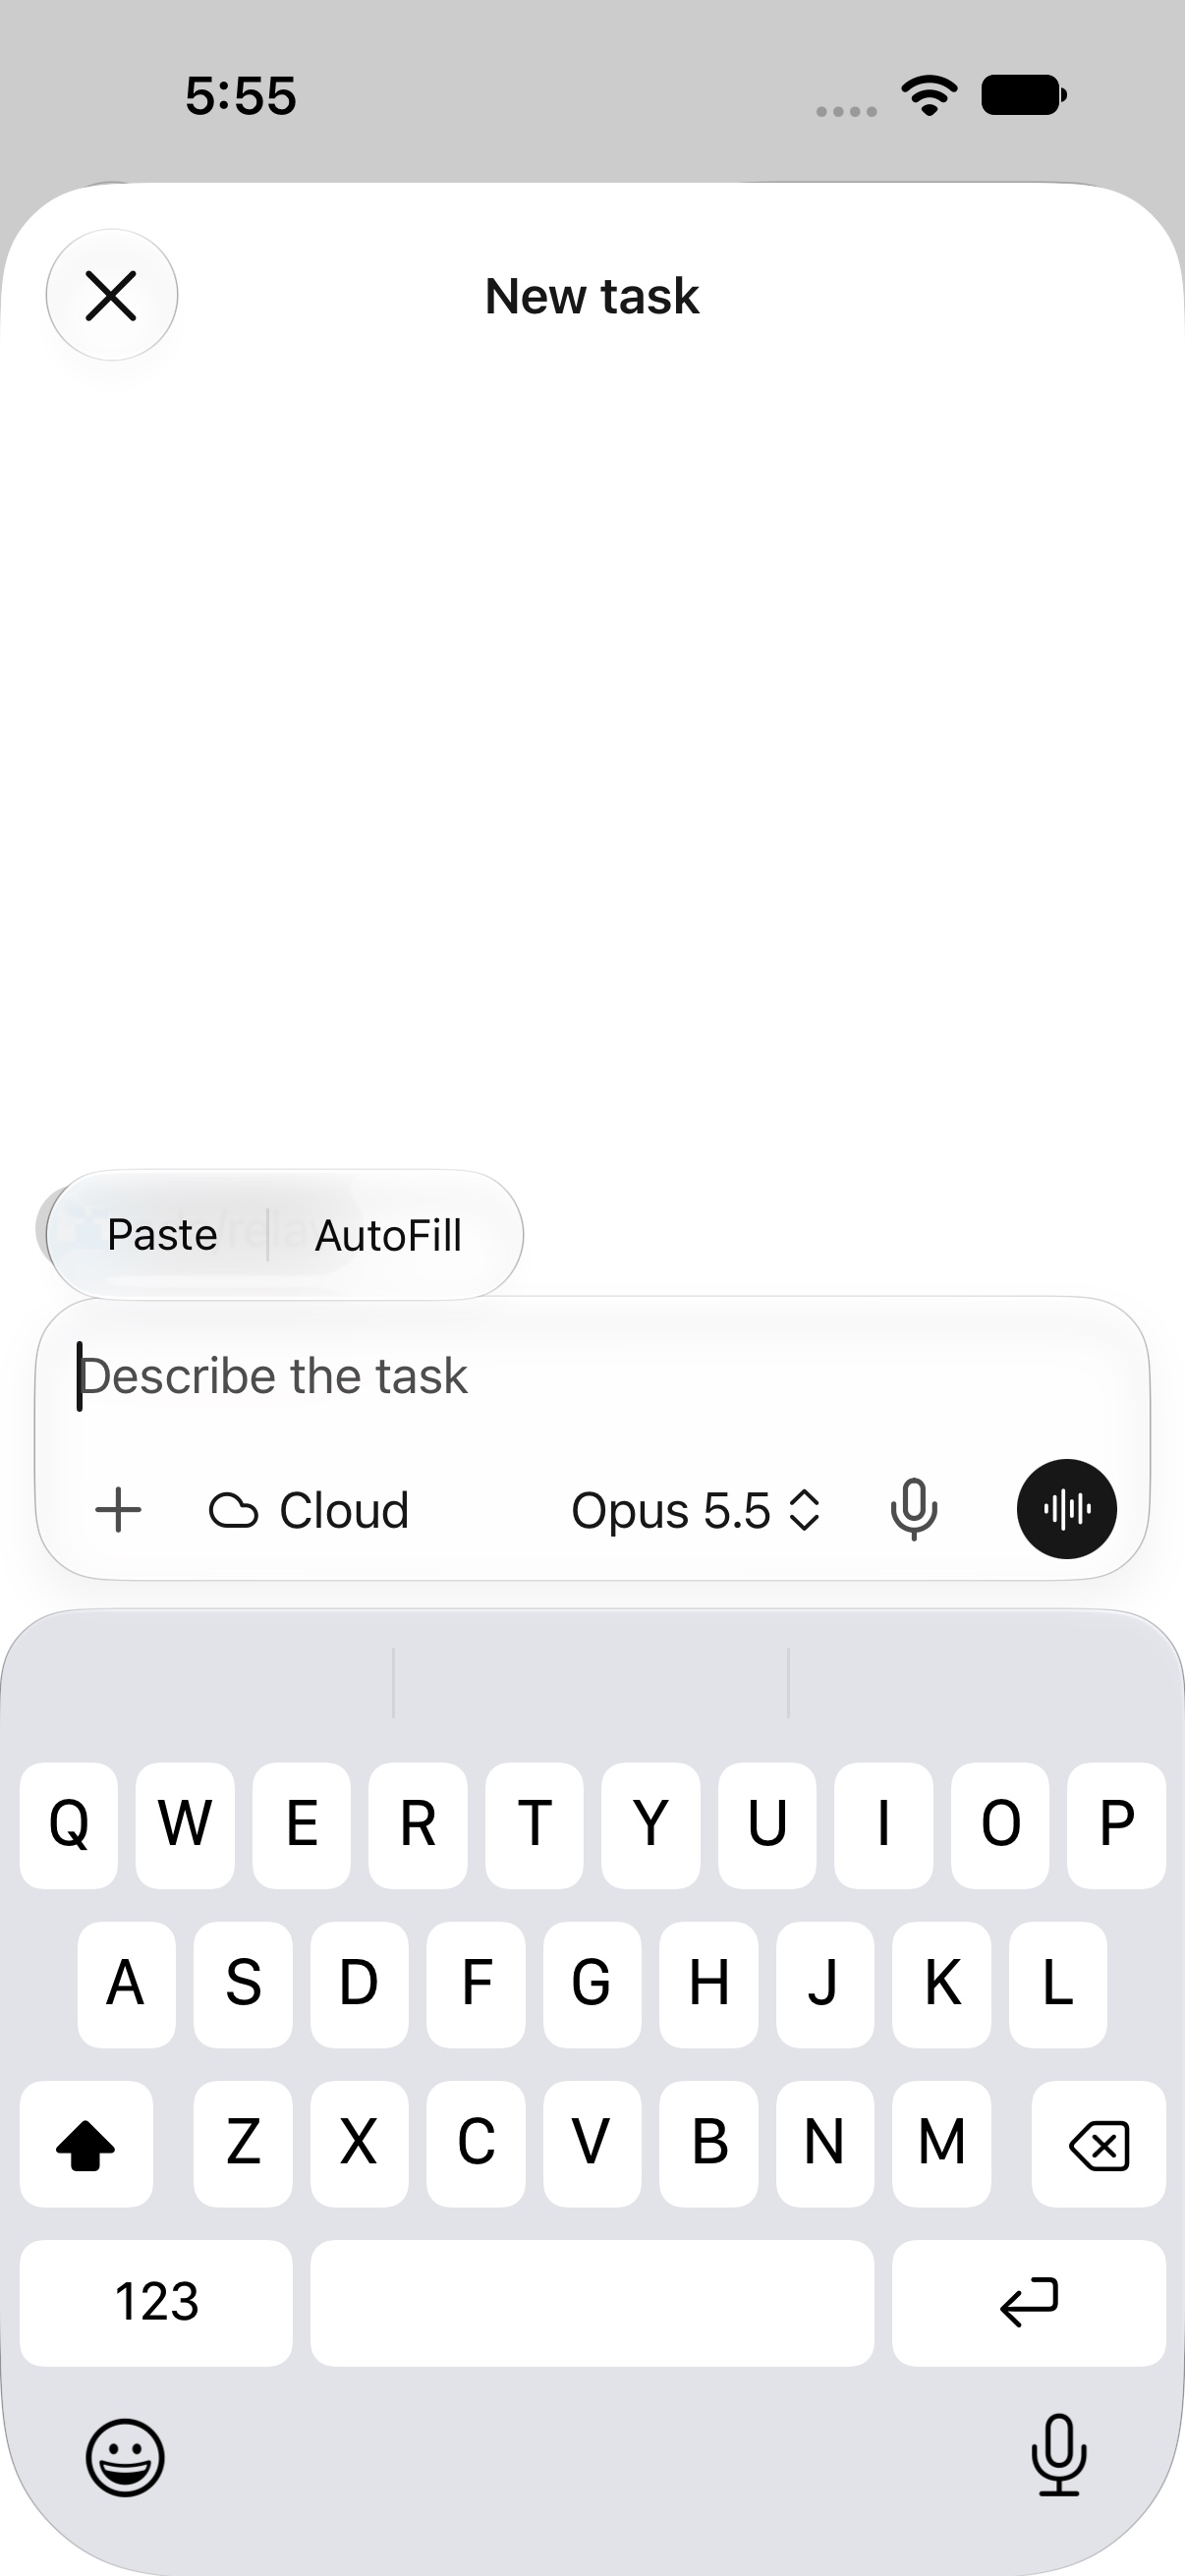 5:55
New task
Paste
AutoFill
Describe the task
Cloud
Opus 5.5
Q W E R T Y U I O P
A S D F G H J K L
Z X C V B N M
123